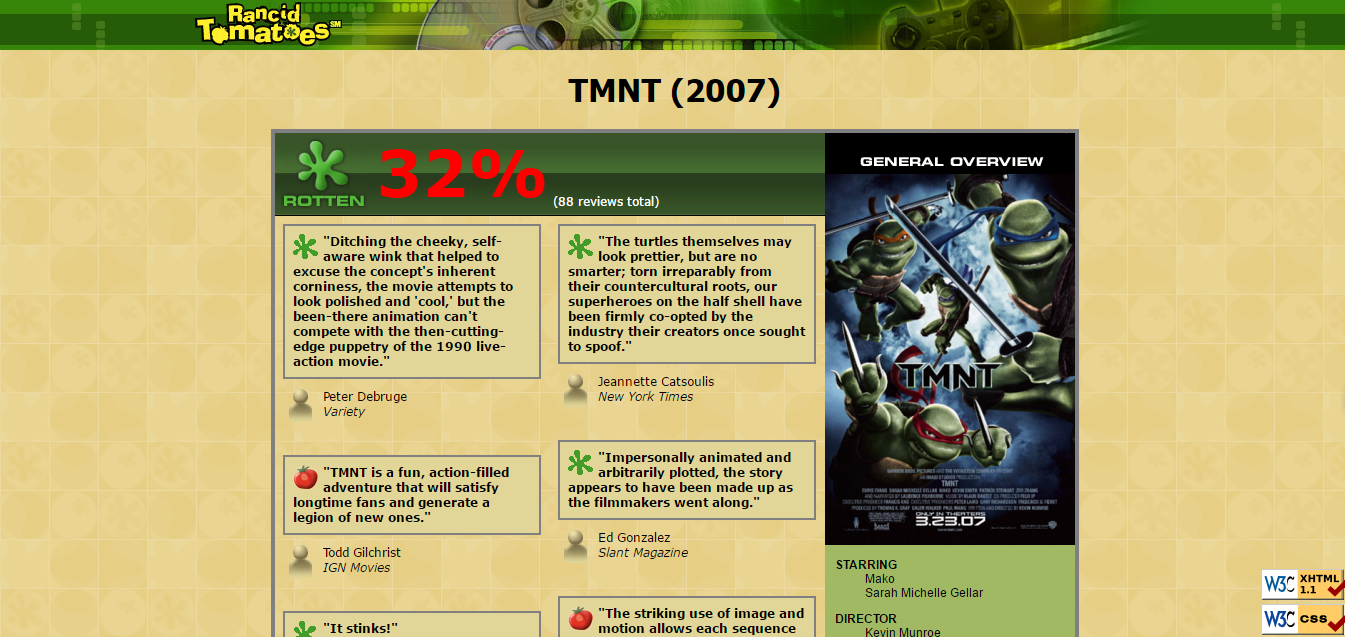 Rancid
TomatoesSM
TMNT (2007)
ROTTEN
32%
(88 reviews total)
"Ditching the cheeky, self-
aware wink that helped to
excuse the concept's inherent
corniness, the movie attempts to
look polished and 'cool,' but the
been-there animation can't
compete with the then-cutting-
edge puppetry of the 1990 live-
action movie."
Peter Debruge
Variety
"TMNT is a fun, action-filled
adventure that will satisfy
longtime fans and generate a
legion of new ones."
Todd Gilchrist
IGN Movies
"It stinks!"
"The turtles themselves may
look prettier, but are no
smarter; torn irreparably from
their countercultural roots, our
superheroes on the half shell have
been firmly co-opted by the
industry their creators once sought
to spoof."
Jeannette Catsoulis
New York Times
"Impersonally animated and
arbitrarily plotted, the story
appears to have been made up as
the filmmakers went along."
Ed Gonzalez
Slant Magazine
"The striking use of image and
motion allows each sequence
GENERAL OVERVIEW
TMNT
TMNT
ONLY IN THEATERS
3.23.07
STARRING
Mako
Sarah Michelle Gellar
DIRECTOR
Kevin Munroe
W3C XHTML
1.1
W3C css